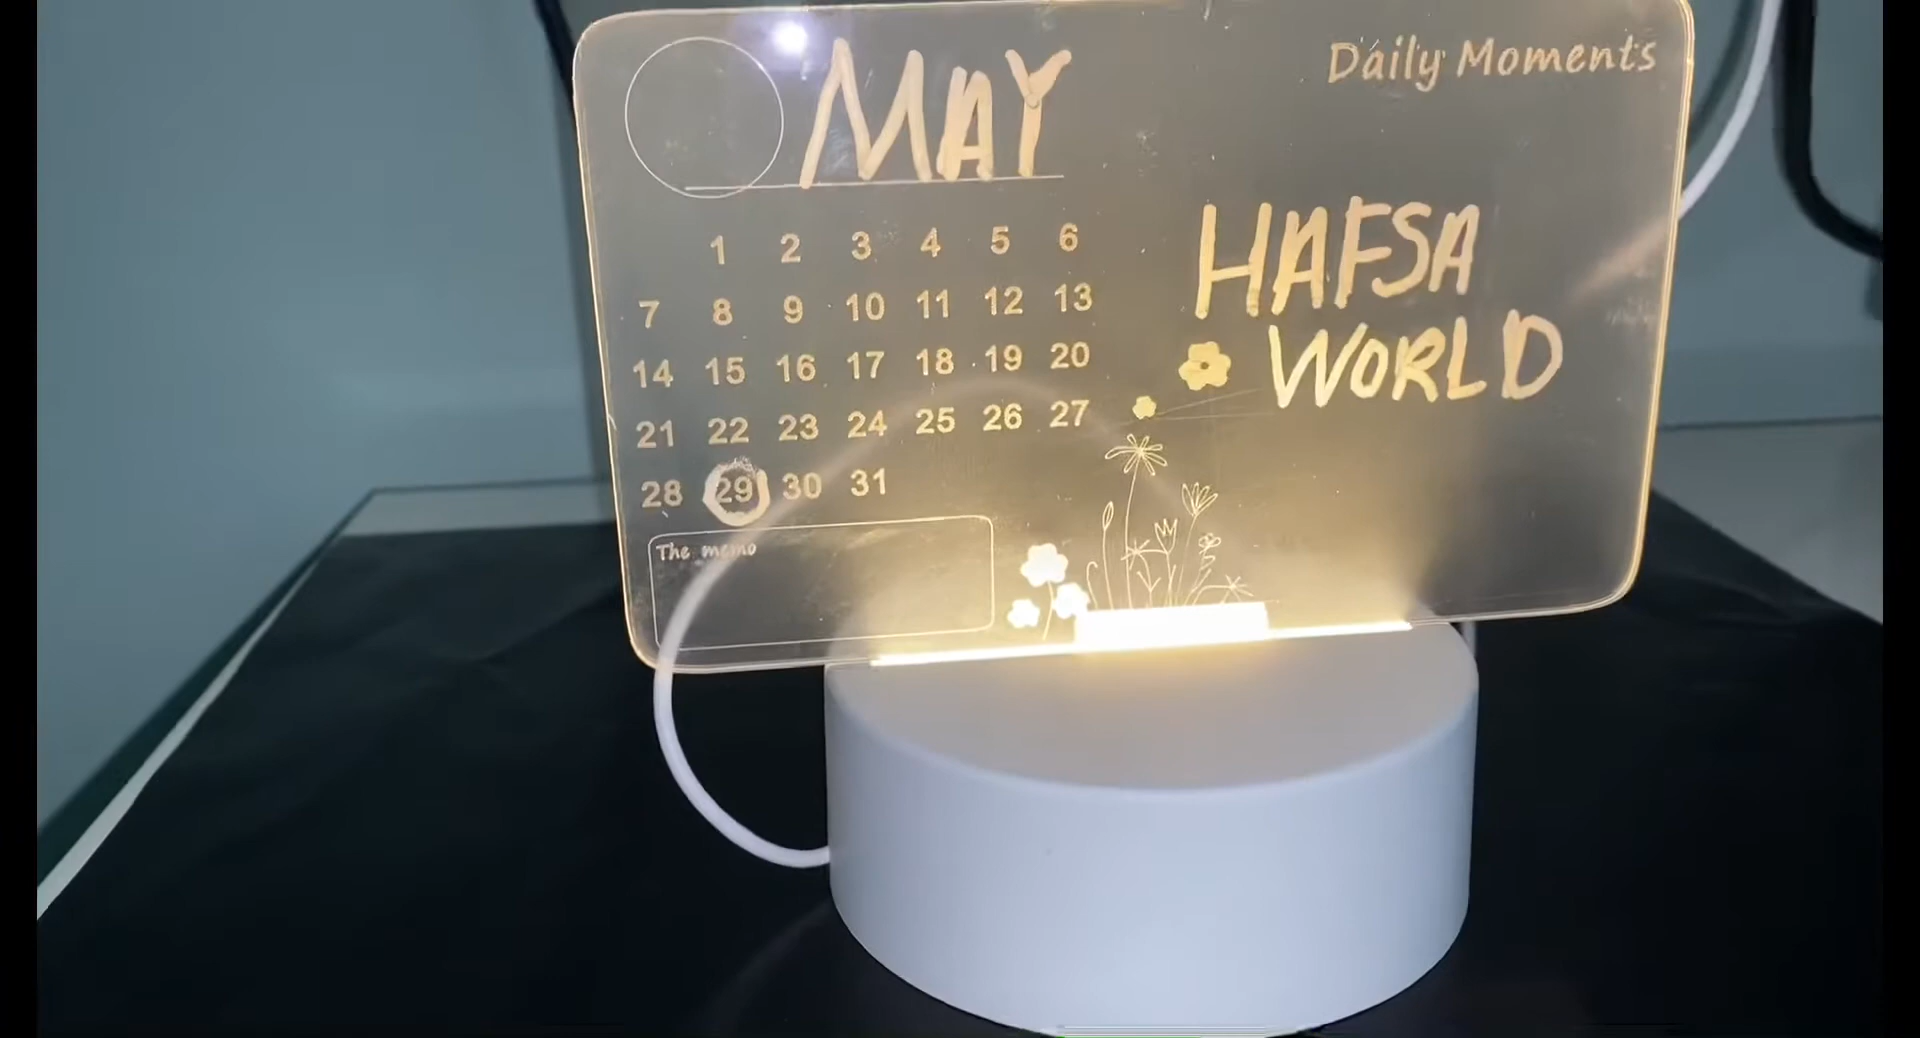 MAY
Daily Moments
1 2 3 4 5 6
7 8 9 10 11 12 13
14 15 16 17 18 19 20
21 22 23 24 25 26 27
28 29 30 31
The memo
HAFSA
WORLD